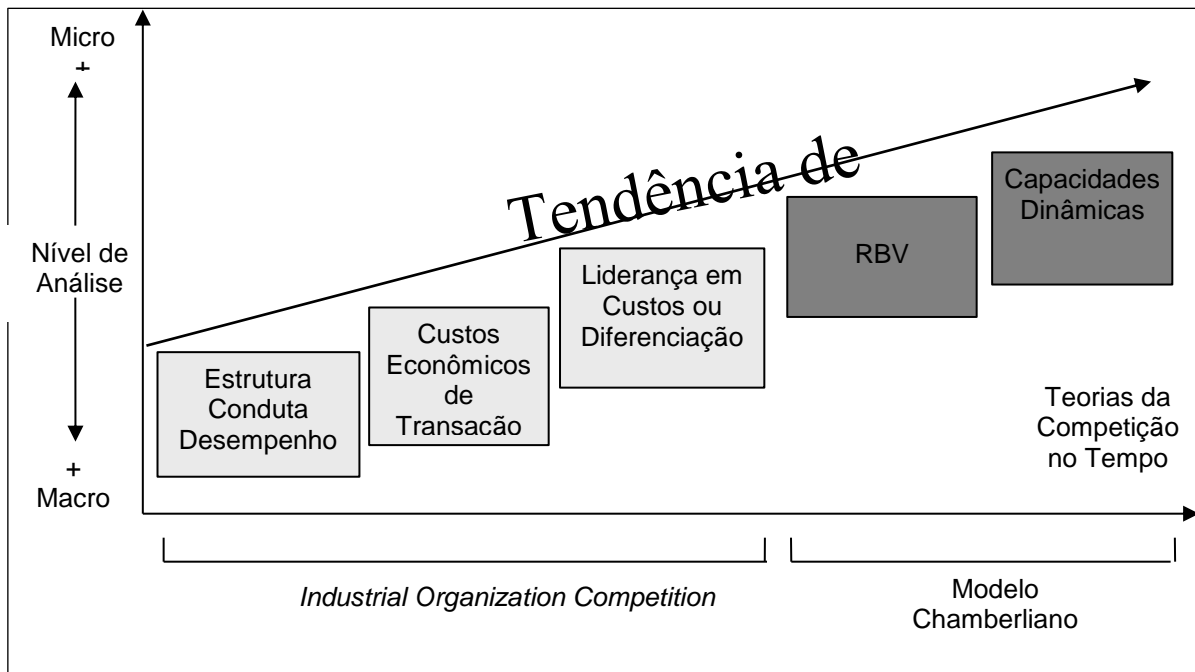 Micro
+
Nível de
Análise
+
Macro
Tendência de
Estrutura
Conduta
Desempenho
Custos
Econômicos
de
Transacão
Liderança em
Custos ou
Diferenciação
RBV
Capacidades
Dinâmicas
Teorias da
Competição
no Tempo
Industrial Organization Competition
Modelo
Chamberliano